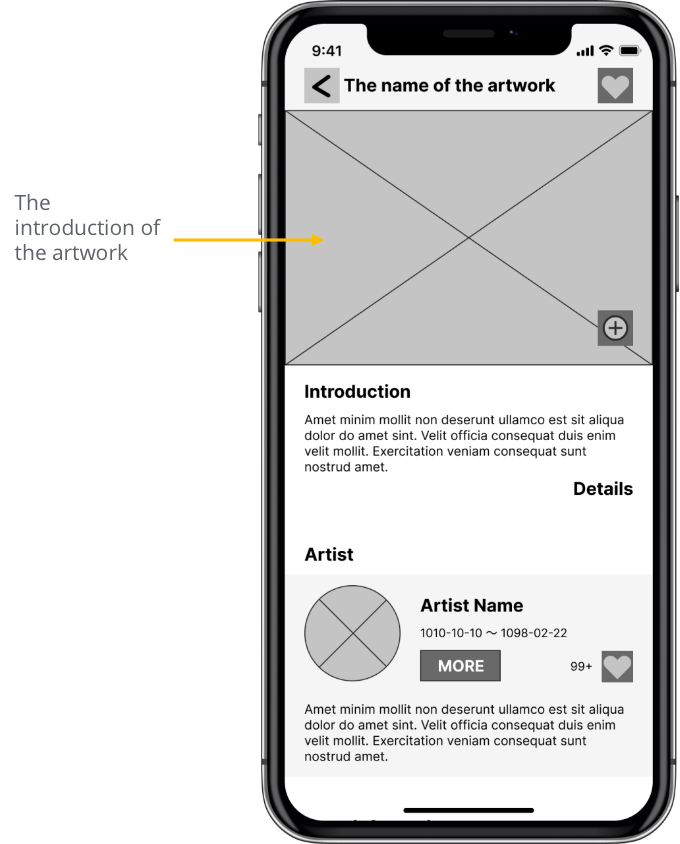 9:41
The name of the artwork
The
introduction of
the artwork
Introduction
Amet minim mollit non deserunt ullamco est sit aliqua
dolor do amet sint. Velit officia consequat duis enim
velit mollit. Exercitation veniam consequat sunt
nostrud amet.
Details
Artist
Artist Name
1010-10-10 ～ 1098-02-22
MORE
99+
Amet minim mollit non deserunt ullamco est sit aliqua
dolor do amet sint. Velit officia consequat duis enim
velit mollit. Exercitation veniam consequat sunt
nostrud amet.